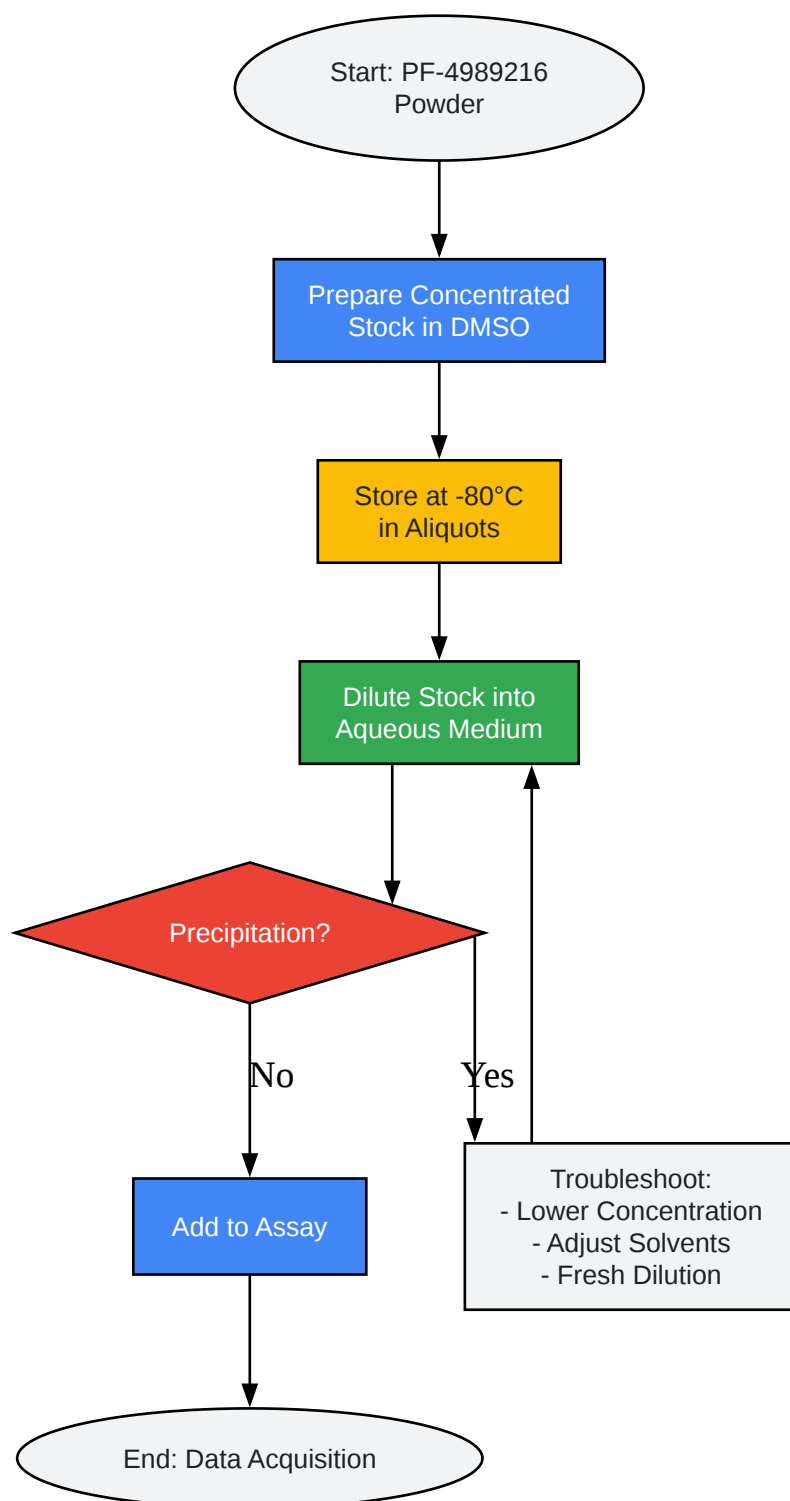 Start: PF-4989216
Powder
Prepare Concentrated
Stock in DMSO
Store at -80°C
in Aliquots
Dilute Stock into
Aqueous Medium
Precipitation?
No
Yes
Troubleshoot:
- Lower Concentration
- Adjust Solvents
- Fresh Dilution
Add to Assay
End: Data Acquisition